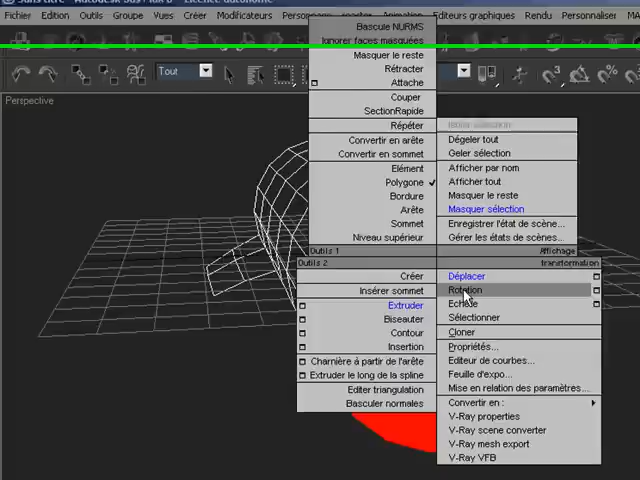 Fichier
Edition
Outils
Groupe
Vues
Créer
Modificateurs
Animation
Editeurs graphiques
Rendu
Personnaliser
Tout
Perspective
Bascule NURMS
Ignorer faces masquées
Masquer le reste
Rétracter
Attache
Couper
SectionRapide
Répéter
Convertir en arête
Convertir en sommet
Elément
Polygone
Bordure
Arête
Sommet
Niveau supérieur
Outils 1
Dégeler tout
Geler sélection
Afficher par nom
Afficher tout
Masquer le reste
Masquer sélection
Enregistrer l'état de scène...
Gérer les états de scènes...
Affichage
Outils 2
Créer
Insérer sommet
Extruder
Biseauter
Contour
Insertion
Charnière à partir de l'arête
Extruder le long de la spline
Editer triangulation
Basculer normales
transformation
Déplacer
Rotation
Echelle
Sélectionner
Cloner
Propriétés...
Editeur de courbes...
Feuille d'expo...
Mise en relation des paramètres...
Convertir en :
V-Ray properties
V-Ray scene converter
V-Ray mesh export
V-Ray VFB